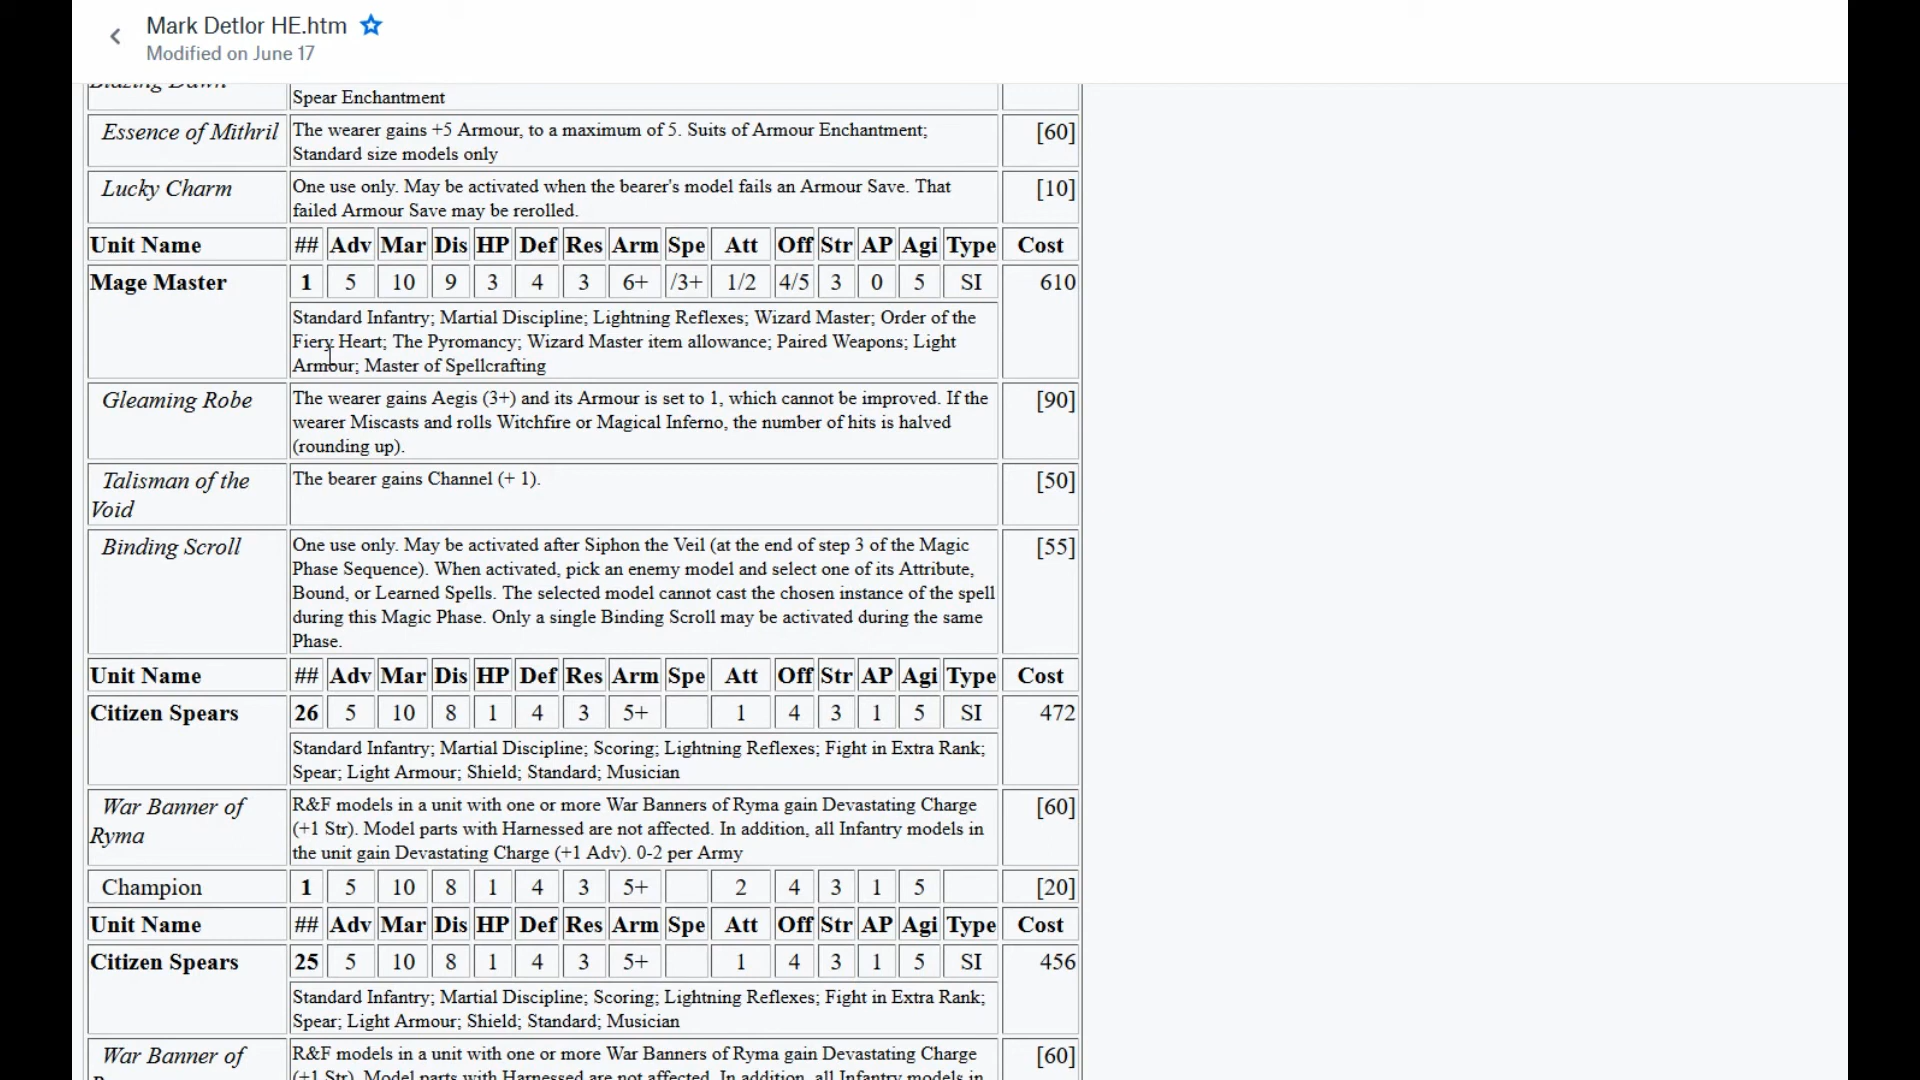 Mark Detlor HE.htm
Modified on June 17
Blazing Dawn
Spear Enchantment
Essence of Mithril
The wearer gains +5 Armour, to a maximum of 5. Suits of Armour Enchantment;
Standard size models only
[60]
Lucky Charm
One use only. May be activated when the bearer's model fails an Armour Save. That
failed Armour Save may be rerolled.
[10]
Unit Name ## Adv Mar Dis HP Def Res Arm Spe Att Off Str AP Agi Type Cost
Mage Master 1 5 10 9 3 4 3 6+ /3+ 1/2 4/5 3 0 5 SI 610
Standard Infantry; Martial Discipline; Lightning Reflexes; Wizard Master; Order of the
Fiery Heart; The Pyromancy; Wizard Master item allowance; Paired Weapons; Light
Armour; Master of Spellcrafting
Gleaming Robe
The wearer gains Aegis (3+) and its Armour is set to 1, which cannot be improved. If the
wearer Miscasts and rolls Witchfire or Magical Inferno, the number of hits is halved
(rounding up).
[90]
Talisman of the
Void
The bearer gains Channel (+ 1).
[50]
Binding Scroll
One use only. May be activated after Siphon the Veil (at the end of step 3 of the Magic
Phase Sequence). When activated, pick an enemy model and select one of its Attribute,
Bound, or Learned Spells. The selected model cannot cast the chosen instance of the spell
during this Magic Phase. Only a single Binding Scroll may be activated during the same
Phase.
[55]
Unit Name ## Adv Mar Dis HP Def Res Arm Spe Att Off Str AP Agi Type Cost
Citizen Spears 26 5 10 8 1 4 3 5+ 1 4 3 1 5 SI 472
Standard Infantry; Martial Discipline; Scoring; Lightning Reflexes; Fight in Extra Rank;
Spear; Light Armour; Shield; Standard; Musician
War Banner of
Ryma
R&F models in a unit with one or more War Banners of Ryma gain Devastating Charge
(+1 Str). Model parts with Harnessed are not affected. In addition, all Infantry models in
the unit gain Devastating Charge (+1 Adv). 0-2 per Army
[60]
Champion 1 5 10 8 1 4 3 5+ 2 4 3 1 5 [20]
Unit Name ## Adv Mar Dis HP Def Res Arm Spe Att Off Str AP Agi Type Cost
Citizen Spears 25 5 10 8 1 4 3 5+ 1 4 3 1 5 SI 456
Standard Infantry; Martial Discipline; Scoring; Lightning Reflexes; Fight in Extra Rank;
Spear; Light Armour; Shield; Standard; Musician
War Banner of
R&F models in a unit with one or more War Banners of Ryma gain Devastating Charge
(+1 Str). Model parts with Harnessed are not affected. In addition, all Infantry models in
[60]